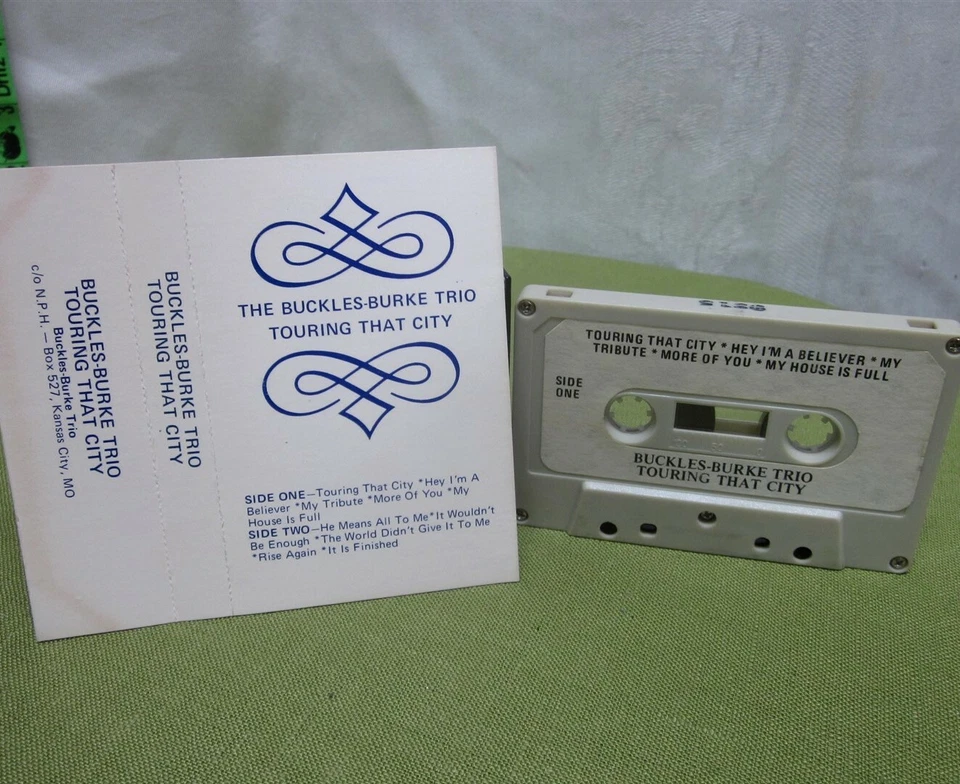 THE BUCKLES-BURKE TRIO
TOURING THAT CITY
SIDE ONE—Touring That City *Hey I'm A
Believer *My Tribute *More Of You *My
House Is Full
SIDE TWO—He Means All To Me*It Wouldn't
Be Enough *The World Didn't Give It To Me
*Rise Again *It Is Finished
BUCKLES-BURKE TRIO
TOURING THAT CITY
BUCKLES-BURKE TRIO
TOURING THAT CITY
Buckles-Burke Trio
c/o N.P.H. — Box 527, Kansas City, MO
TOURING THAT CITY * HEY I'M A BELIEVER * MY
TRIBUTE * MORE OF YOU * MY HOUSE IS FULL
SIDE
ONE
BUCKLES-BURKE TRIO
TOURING THAT CITY